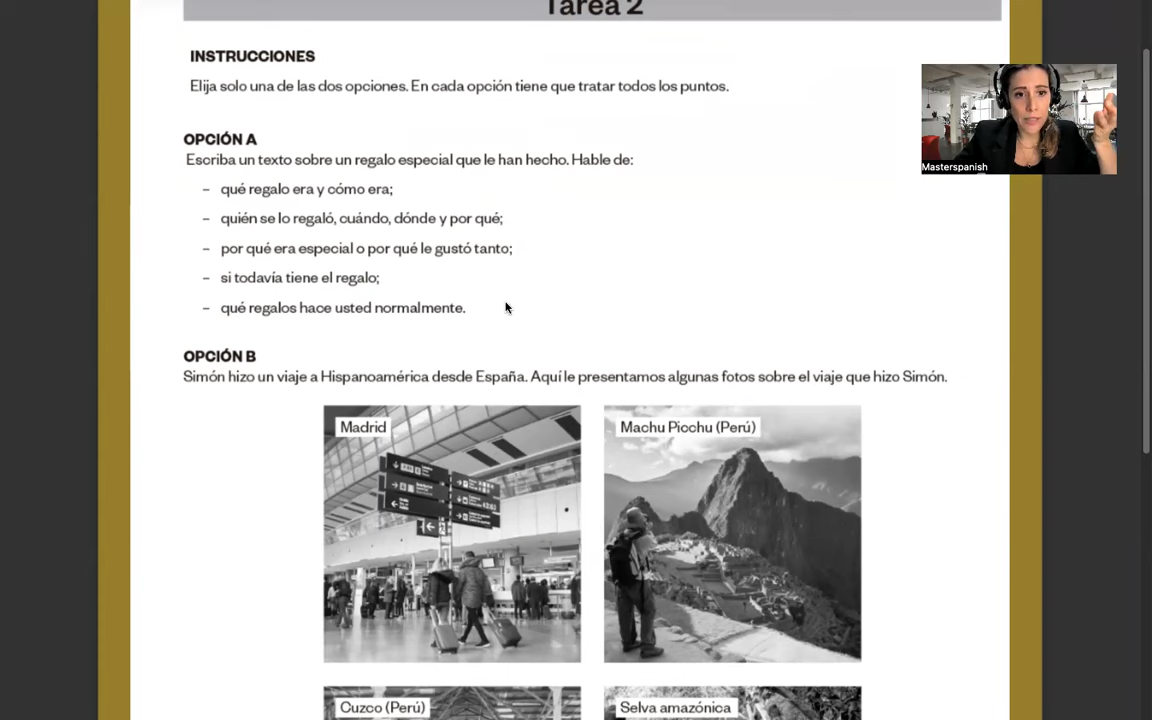 Tarea 2
INSTRUCCIONES
Elija solo una de las dos opciones. En cada opción tiene que tratar todos los puntos.
OPCIÓN A
Escriba un texto sobre un regalo especial que le han hecho. Hable de:
– qué regalo era y cómo era;
– quién se lo regaló, cuándo, dónde y por qué;
– por qué era especial o por qué le gustó tanto;
– si todavía tiene el regalo;
– qué regalos hace usted normalmente.
Masterspanish
OPCIÓN B
Simón hizo un viaje a Hispanoamérica desde España. Aquí le presentamos algunas fotos sobre el viaje que hizo Simón.
Madrid
Machu Picchu (Perú)
Cuzco (Perú)
Selva amazónica